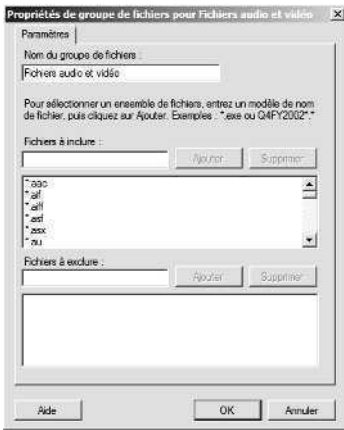 Propriétés de groupe de fichiers pour Fichiers audio et vidéo
Paramètres
Nom du groupe de fichiers :
Fichiers audio et vidéo
Pour sélectionner un ensemble de fichiers, entrez un modèle de nom
de fichier, puis cliquez sur Ajouter. Exemples : *.exe ou Q4FY2002*.*
Fichiers à inclure :
Ajouter Supprimer
*.aac
*.aif
*.aiff
*.asf
*.asx
*.au
Fichiers à exclure :
Ajouter Supprimer
Aide OK Annuler